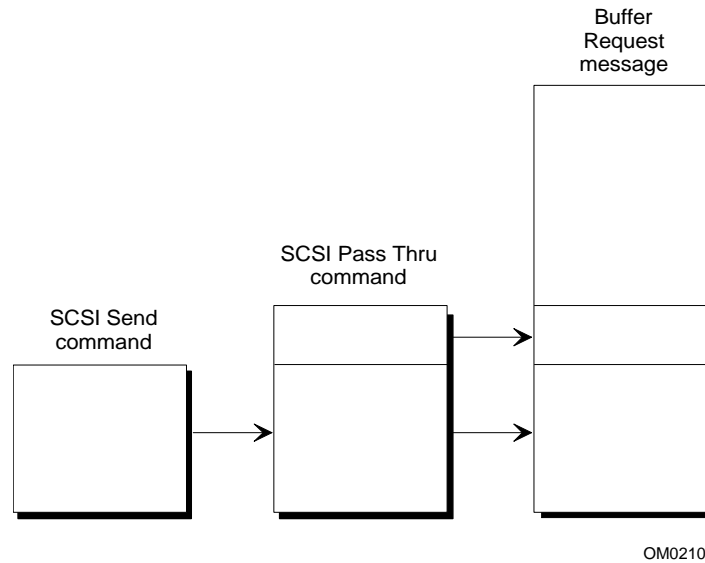 Buffer
Request
message
SCSI Pass Thru
command
SCSI Send
command
OM0210